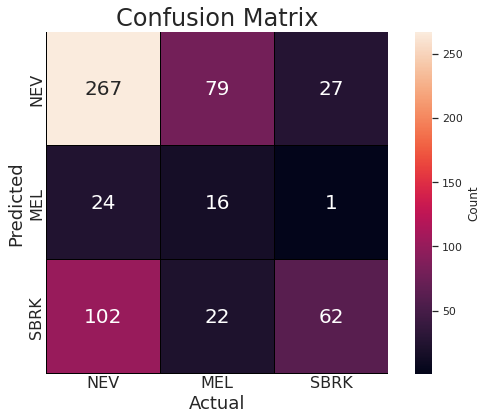 Confusion Matrix
NEV
267 79 27
MEL
24 16 1
SBRK
102 22 62
Predicted
NEV MEL SBRK
Actual
250
200
150
100
50
Count